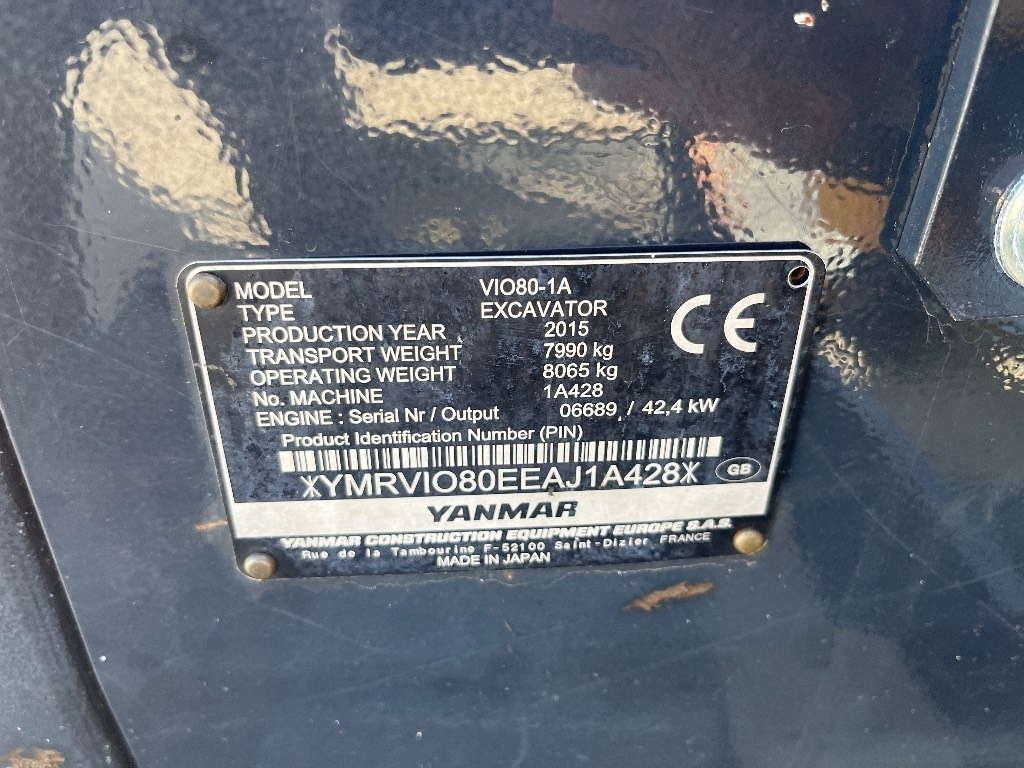 MODEL VIO80-1A
TYPE EXCAVATOR
PRODUCTION YEAR 2015
TRANSPORT WEIGHT 7990 kg
OPERATING WEIGHT 8065 kg
No. MACHINE 1A428
ENGINE : Serial Nr / Output 06689 / 42,4 kW
Product Identification Number (PIN)
CE
*YMRVIO80EEAJ1A428*
GB
YANMAR
YANMAR CONSTRUCTION EQUIPMENT EUROPE S.A.S.
Rue de la Tambourine F-52100 Saint-Dizier FRANCE
MADE IN JAPAN